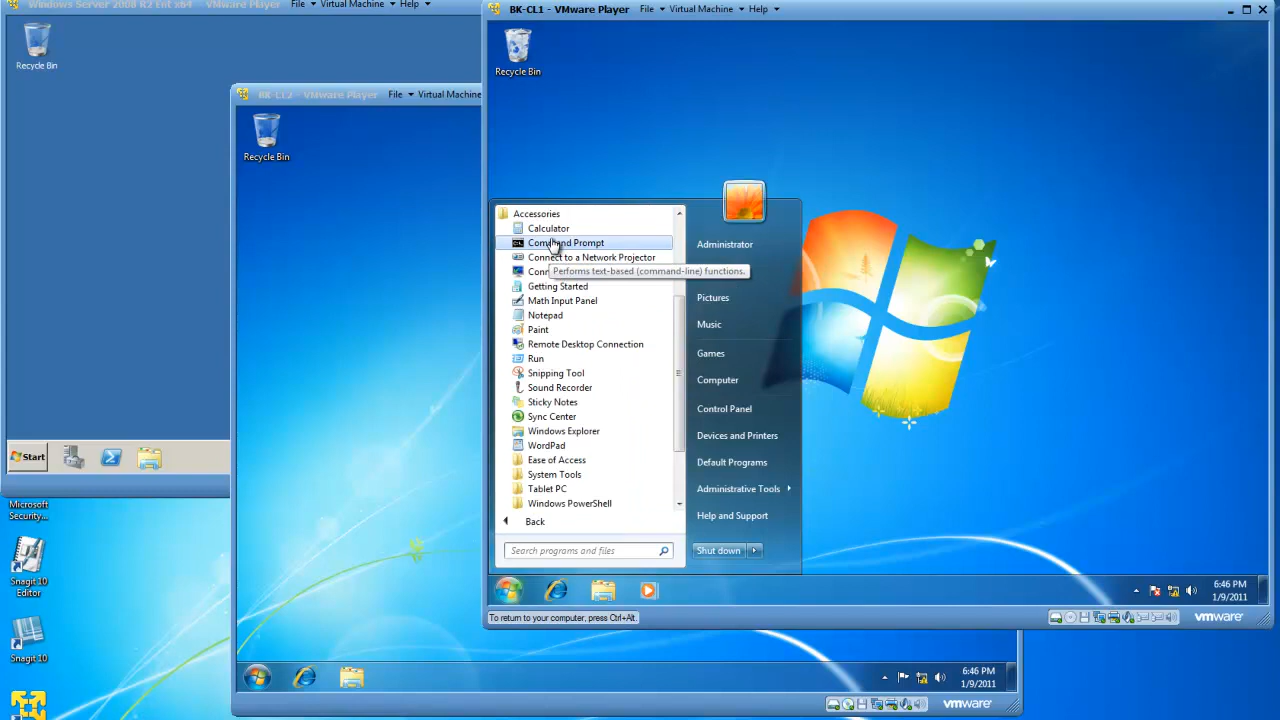 Windows Server 2008 R2 Ent x64 - VMware Player File Virtual Machine Help
Recycle Bin
Start
BK-CL2 - VMware Player File Virtual Machine
Recycle Bin
BK-CL1 - VMware Player File Virtual Machine Help
Recycle Bin
Accessories
Calculator
Command Prompt
Connect to a Network Projector
Performs text-based (command-line) functions.
Getting Started
Math Input Panel
Notepad
Paint
Remote Desktop Connection
Run
Snipping Tool
Sound Recorder
Sticky Notes
Sync Center
Windows Explorer
WordPad
Ease of Access
System Tools
Tablet PC
Windows PowerShell
Back
Search programs and files
Administrator
Pictures
Music
Games
Computer
Control Panel
Devices and Printers
Default Programs
Administrative Tools
Help and Support
Shut down
6:46 PM
1/9/2011
To return to your computer, press Ctrl+Alt.
vmware
6:46 PM
1/9/2011
vmware
Microsoft
Security...
Snagit 10
Editor
Snagit 10